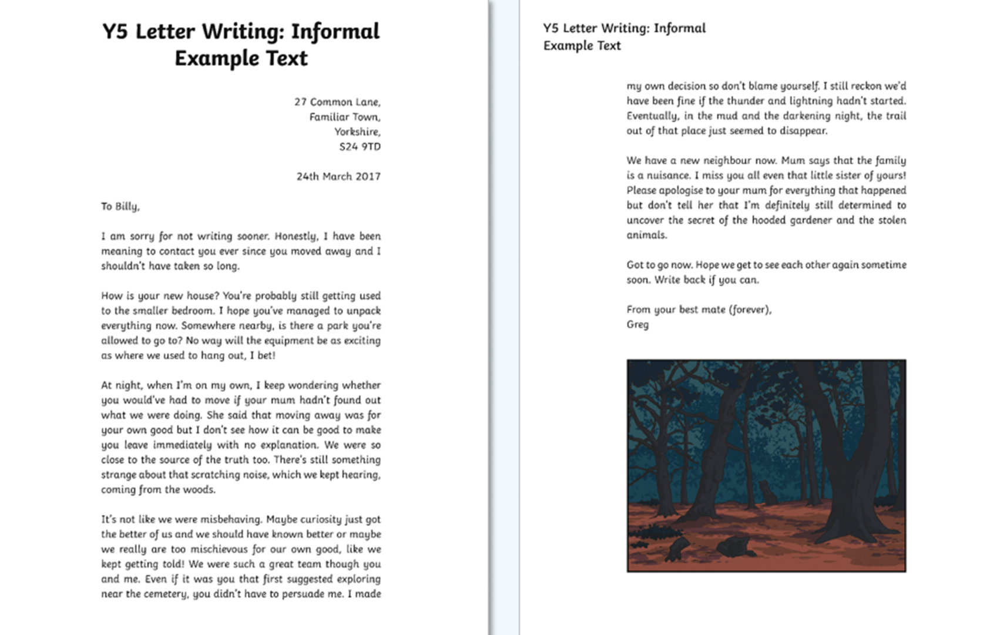 Y5 Letter Writing: Informal
Example Text
27 Common Lane,
Familiar Town,
Yorkshire,
S24 9TD
24th March 2017
To Billy,
I am sorry for not writing sooner. Honestly, I have been
meaning to contact you ever since you moved away and I
shouldn't have taken so long.
How is your new house? You're probably still getting used
to the smaller bedroom. I hope you've managed to unpack
everything now. Somewhere nearby, is there a park you're
allowed to go to? No way will the equipment be as exciting
as where we used to hang out, I bet!
At night, when I'm on my own, I keep wondering whether
you would've had to move if your mum hadn't found out
what we were doing. She said that moving away was for
your own good but I don't see how it can be good to make
you leave immediately with no explanation. We were so
close to the source of the truth too. There's still something
strange about that scratching noise, which we kept hearing,
coming from the woods.
It's not like we were misbehaving. Maybe curiosity just got
the better of us and we should have known better or maybe
we really are too mischievous for our own good, like we
kept getting told! We were such a great team though you
and me. Even if it was you that first suggested exploring
near the cemetery, you didn't have to persuade me. I made
Y5 Letter Writing: Informal
Example Text
my own decision so don't blame yourself. I still reckon we'd
have been fine if the thunder and lightning hadn't started.
Eventually, in the mud and the darkening night, the trail
out of that place just seemed to disappear.
We have a new neighbour now. Mum says that the family
is a nuisance. I miss you all even that little sister of yours!
Please apologise to your mum for everything that happened
but don't tell her that I'm definitely still determined to
uncover the secret of the hooded gardener and the stolen
animals.
Got to go now. Hope we get to see each other again sometime
soon. Write back if you can.
From your best mate (forever),
Greg